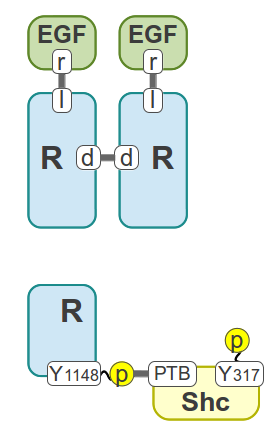 EGF EGF
r r
l l
R d d R
R
p
Y1148 p PTB Y317
Shc